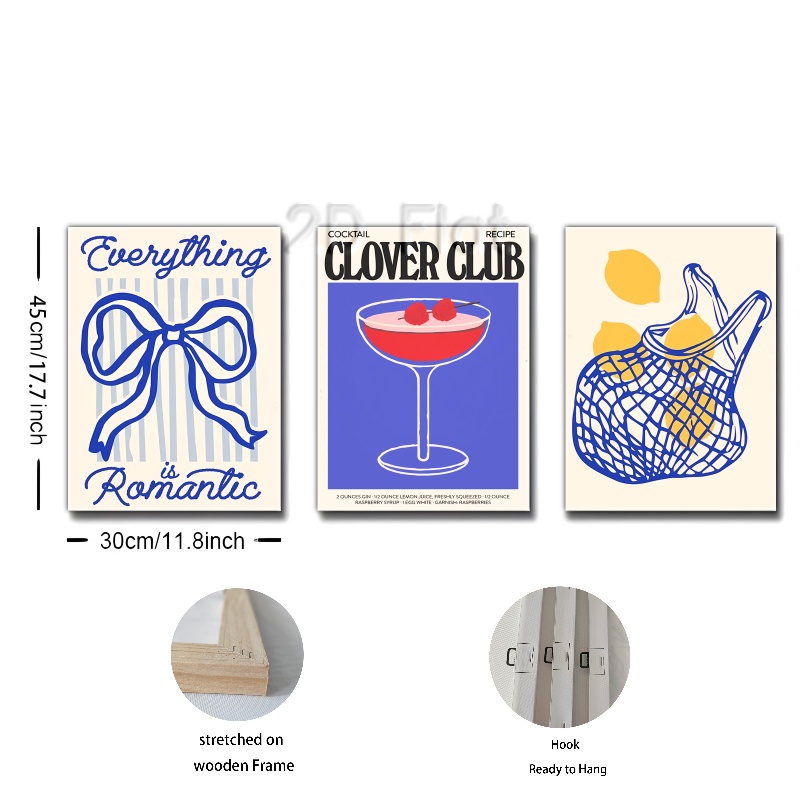 2D Flat
Everything
is
Romantic
COCKTAIL RECIPE
CLOVER CLUB
2 OUNCES GIN · 1/2 OUNCE LEMON JUICE, FRESHLY SQUEEZED · 1/2 OUNCE
RASPBERRY SYRUP · 1 EGG WHITE · GARNISH: RASPBERRIES
45cm/17.7inch
30cm/11.8inch
stretched on
wooden Frame
Hook
Ready to Hang